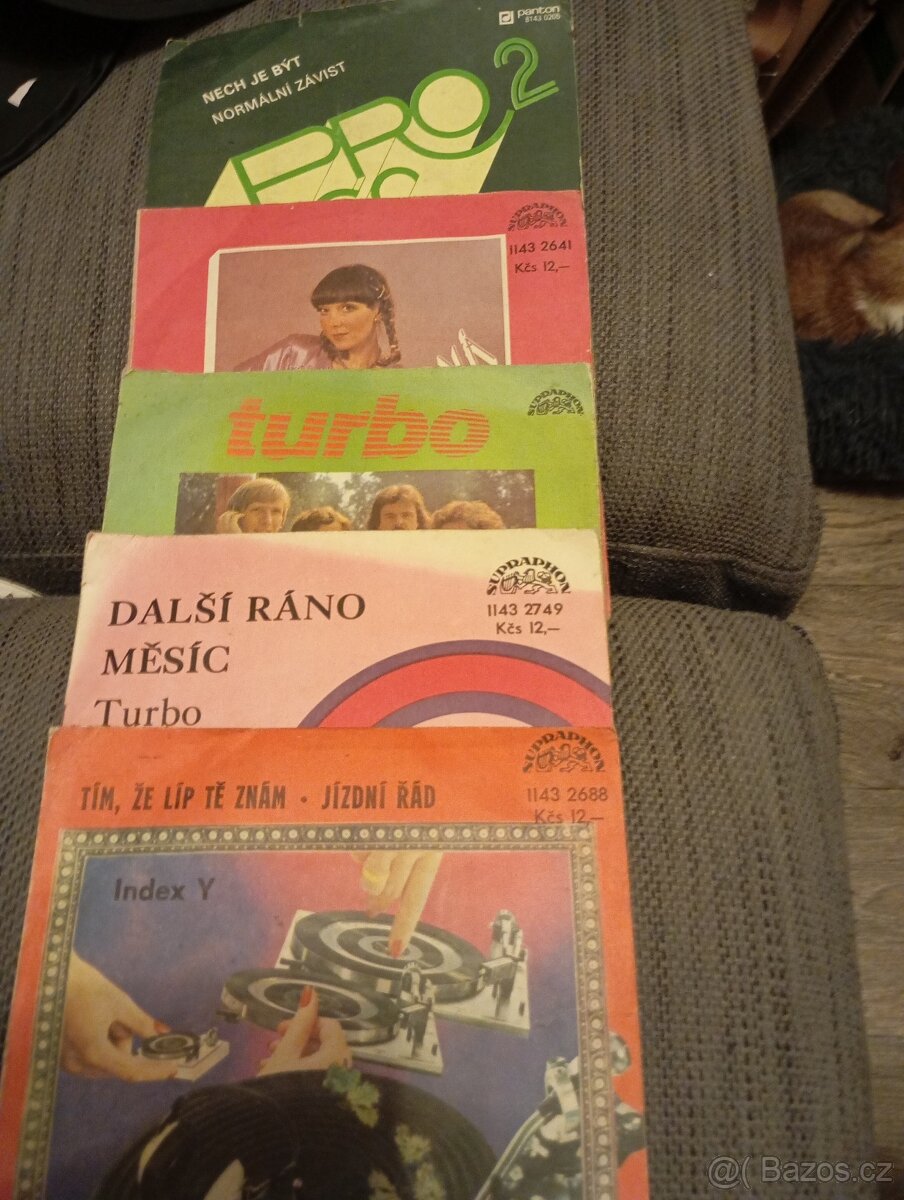 panton
8143 0205
NECH JE BÝT
NORMÁLNÍ ZÁVIST
PRO 2
SUPRAPHON
1143 2641
Kčs 12,—
turbo
SUPRAPHON
SUPRAPHON
1143 2749
Kčs 12,—
DALŠÍ RÁNO
MĚSÍC
Turbo
SUPRAPHON
TÍM, ŽE LÍP TĚ ZNÁM · JÍZDNÍ ŘÁD
1143 2688
Kčs 12,—
Index Y
@( Bazoš.cz